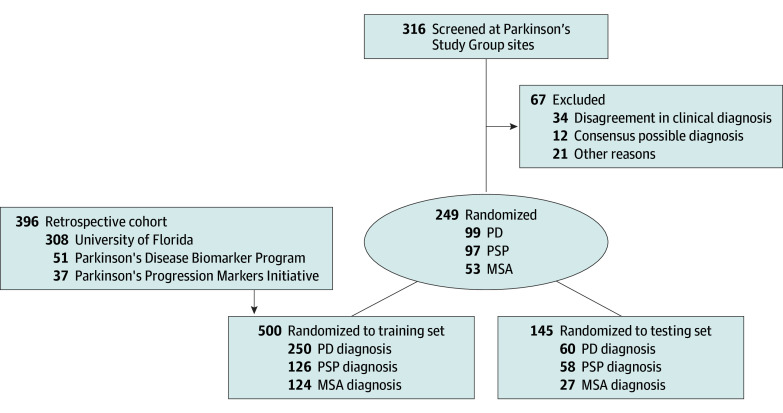 316 Screened at Parkinson's
Study Group sites
67 Excluded
34 Disagreement in clinical diagnosis
12 Consensus possible diagnosis
21 Other reasons
249 Randomized
99 PD
97 PSP
53 MSA
396 Retrospective cohort
308 University of Florida
51 Parkinson's Disease Biomarker Program
37 Parkinson's Progression Markers Initiative
500 Randomized to training set
250 PD diagnosis
126 PSP diagnosis
124 MSA diagnosis
145 Randomized to testing set
60 PD diagnosis
58 PSP diagnosis
27 MSA diagnosis